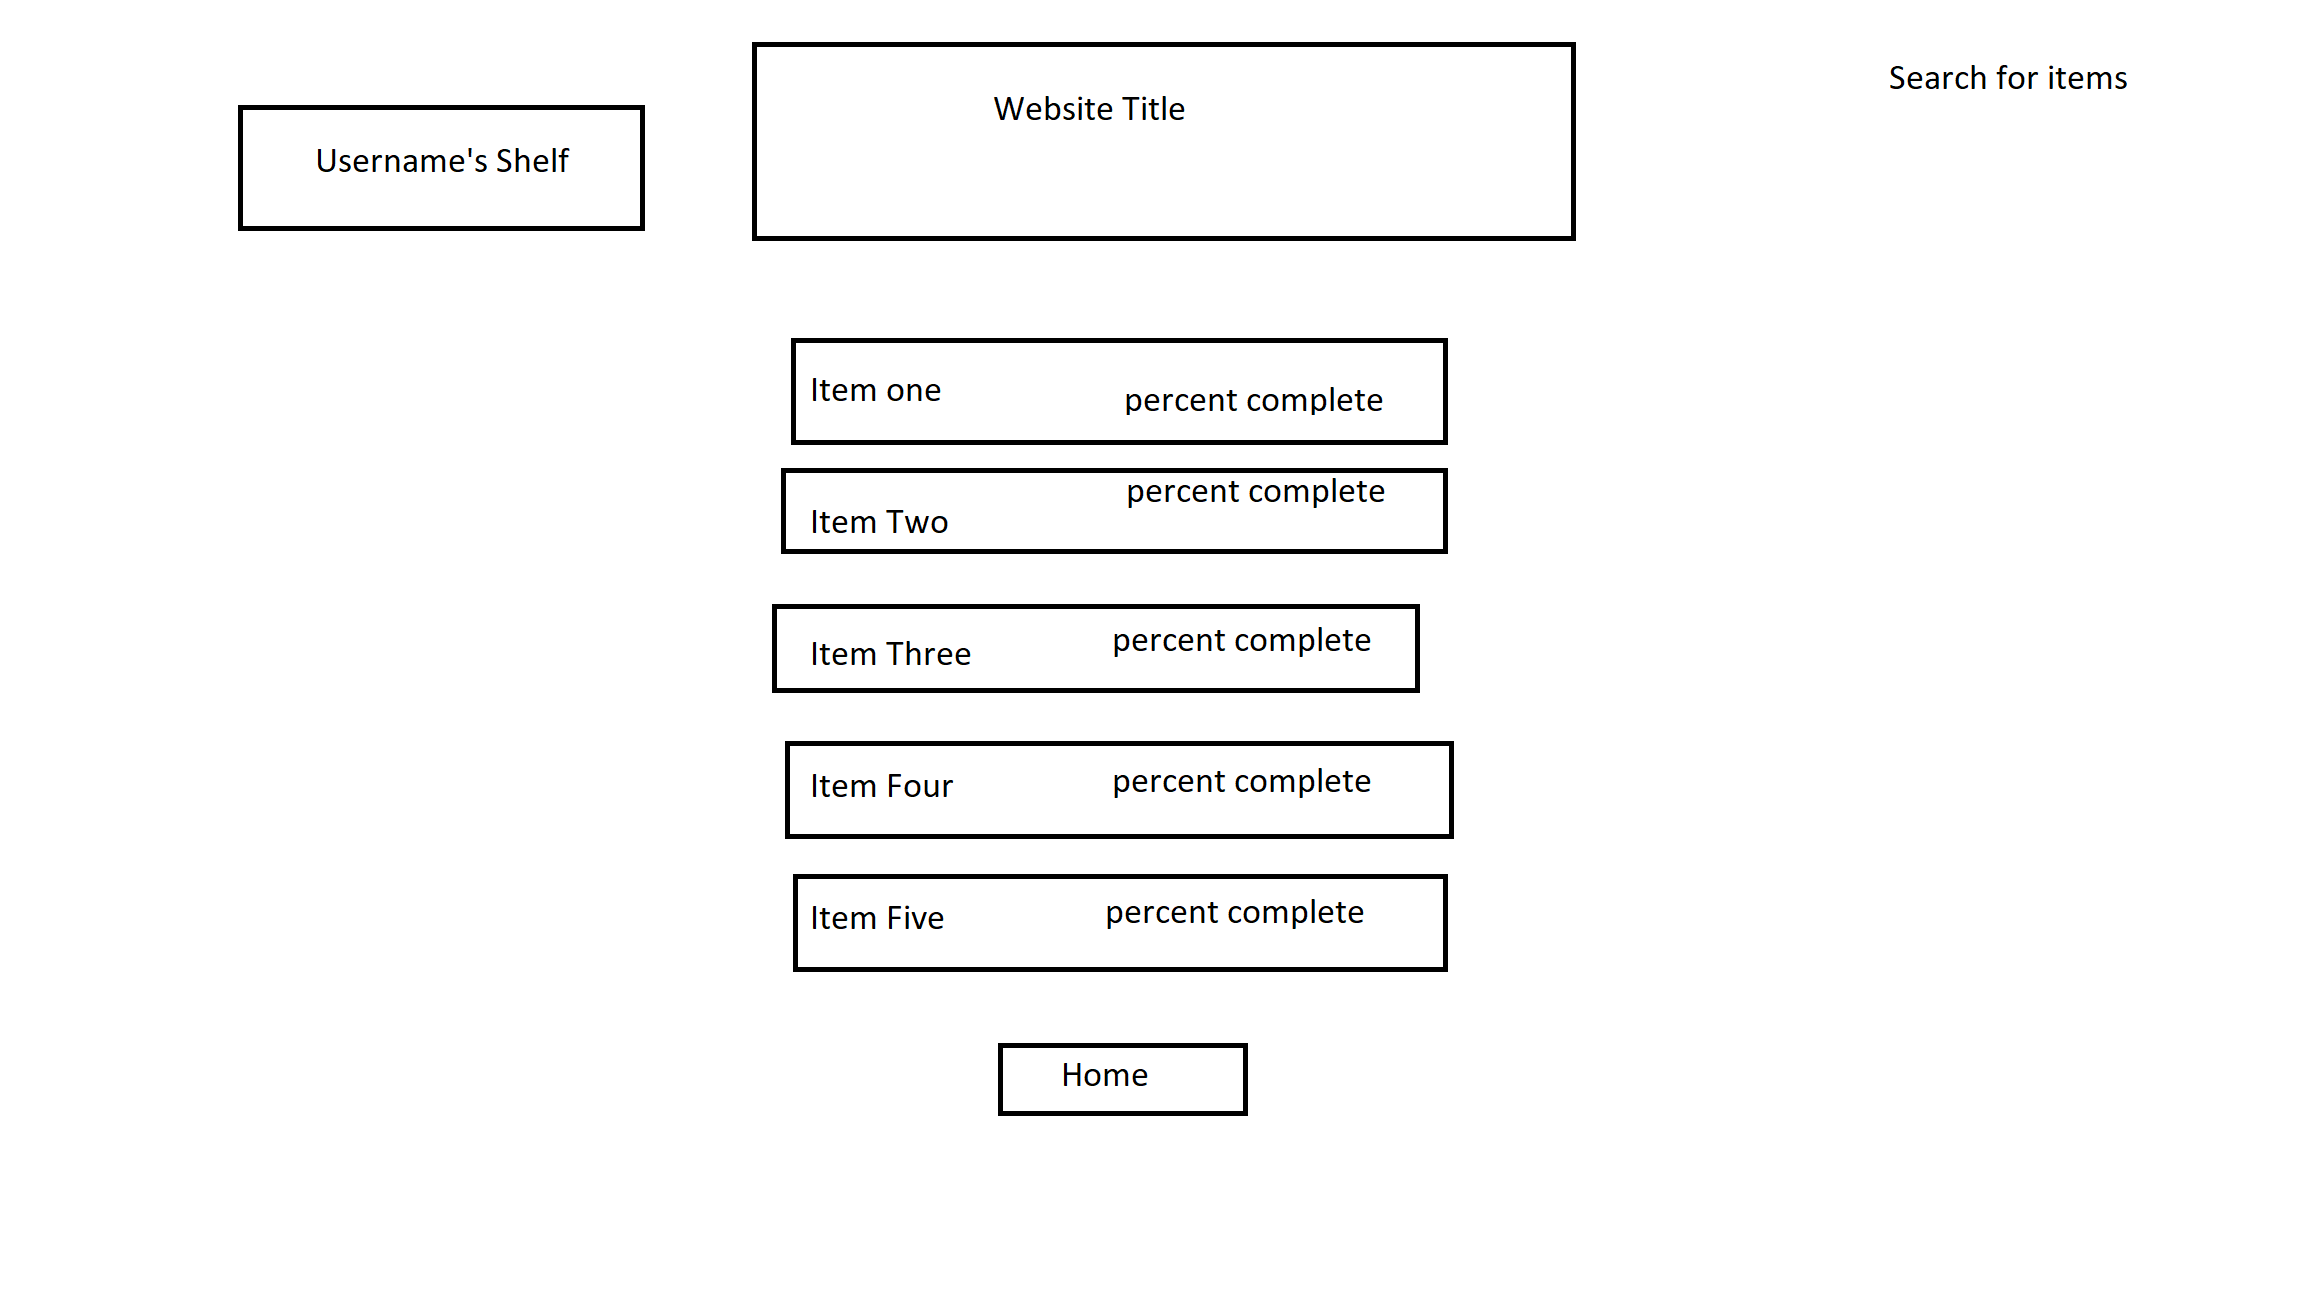 Search for items
Website Title
Username's Shelf
Item one
percent complete
percent complete
Item Two
percent complete
Item Three
percent complete
Item Four
percent complete
Item Five
Home